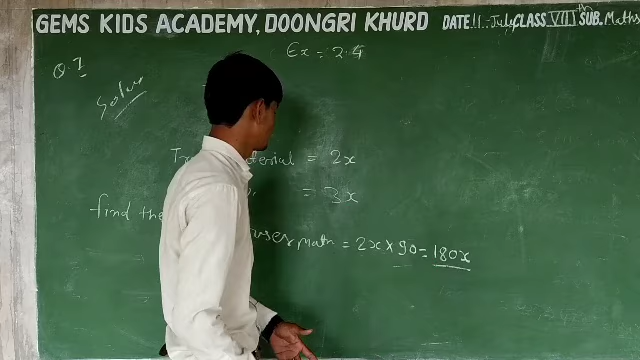 GEMS KIDS ACADEMY, DOONGRI KHURD DATE 11 July CLASS VIII th SUB. Maths
Ex - 2.4
Q.7
Solve
= 2x
= 3x
find the = 2x × 90 = 180x